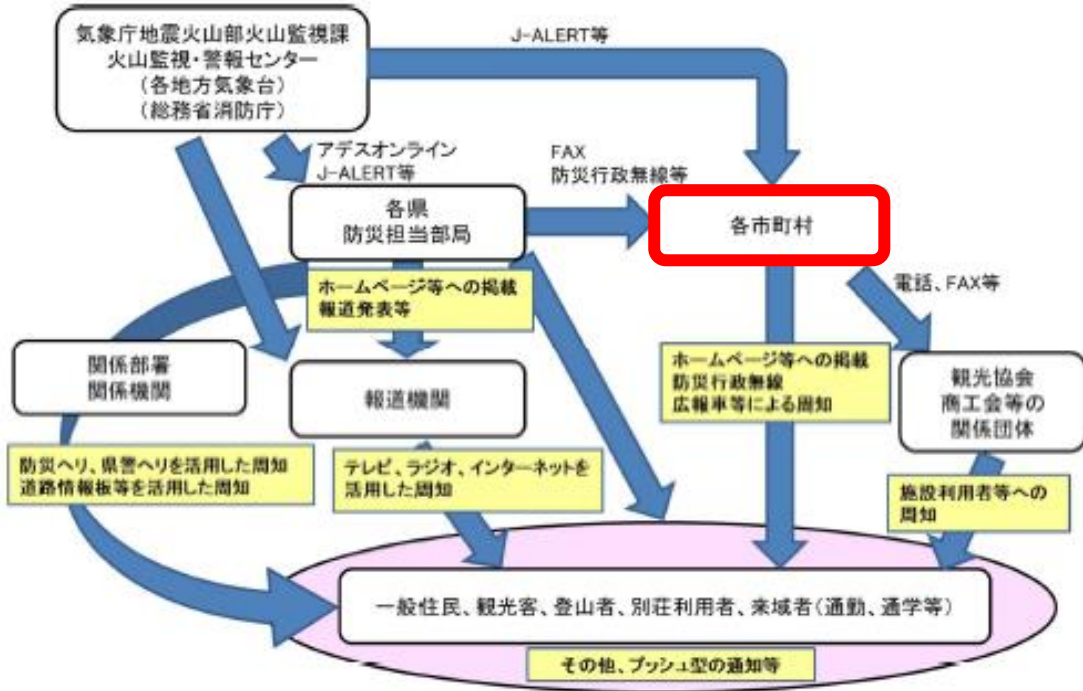 気象庁地震火山部火山監視課
火山監視・警報センター
（各地方気象台）
（総務省消防庁）
J-ALERT等
アデスオンライン
J-ALERT等
FAX
防災行政無線等
各県
防災担当部局
各市町村
ホームページ等への掲載
報道発表等
電話、FAX等
関係部署
関係機関
報道機関
ホームページ等への掲載
防災行政無線
広報車等による周知
観光協会
商工会等の
関係団体
防災ヘリ、県警ヘリを活用した周知
道路情報板等を活用した周知
テレビ、ラジオ、インターネットを
活用した周知
施設利用者等への
周知
一般住民、観光客、登山者、別荘利用者、来域者（通勤、通学等）
その他、プッシュ型の通知等